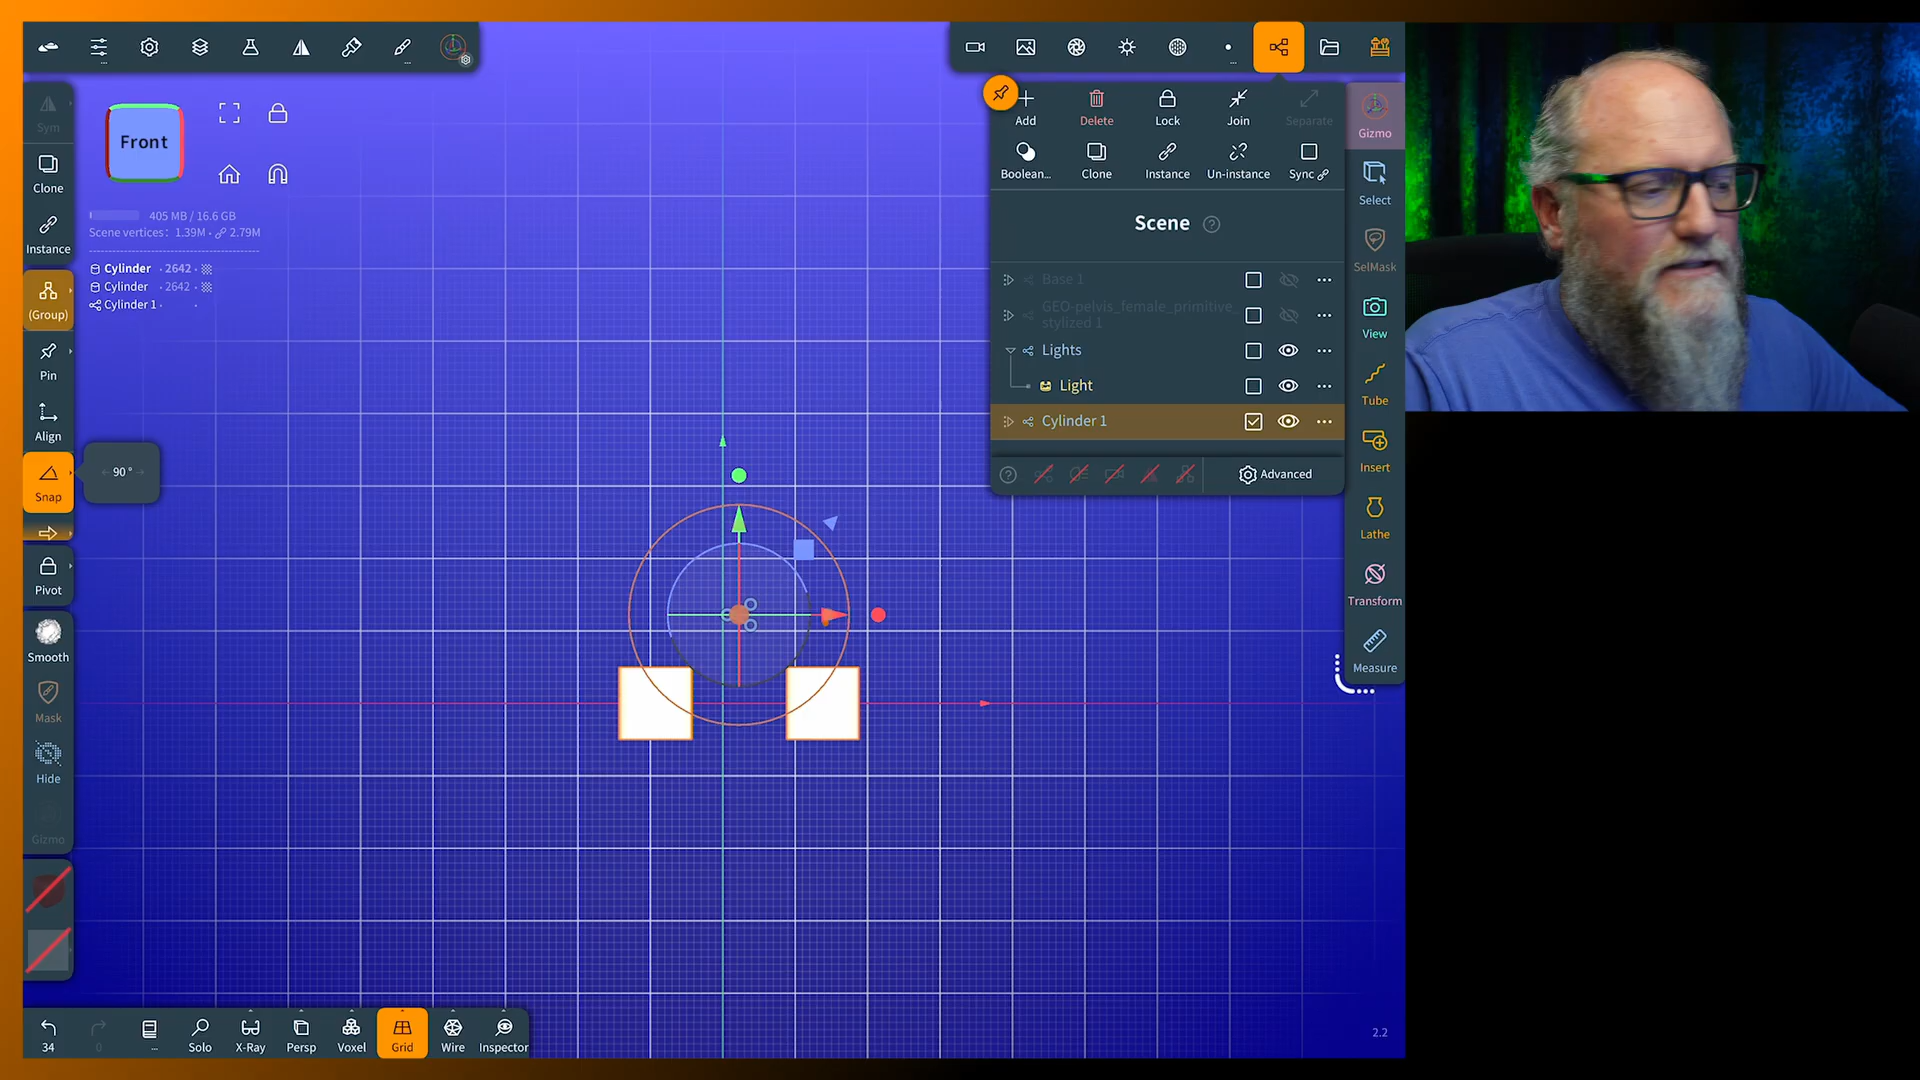 Sym
Clone
Instance
(Group)
Pin
Align
Snap
90°
Pivot
Smooth
Mask
Hide
Gizmo
Front
405 MB / 16.6 GB
Scene vertices: 1.39M · 2.79M
Cylinder · 2642 ·
Cylinder · 2642 ·
Cylinder 1 ·
Add
Delete
Lock
Join
Separate
Boolean...
Clone
Instance
Un-instance
Sync
Scene
Base 1
GEO-pelvis_female_primitive_
stylized 1
Lights
Light
Cylinder 1
Advanced
Gizmo
Select
SelMask
View
Tube
Insert
Lathe
Transform
Measure
2.2
34
0
Solo
X-Ray
Persp
Voxel
Grid
Wire
Inspector